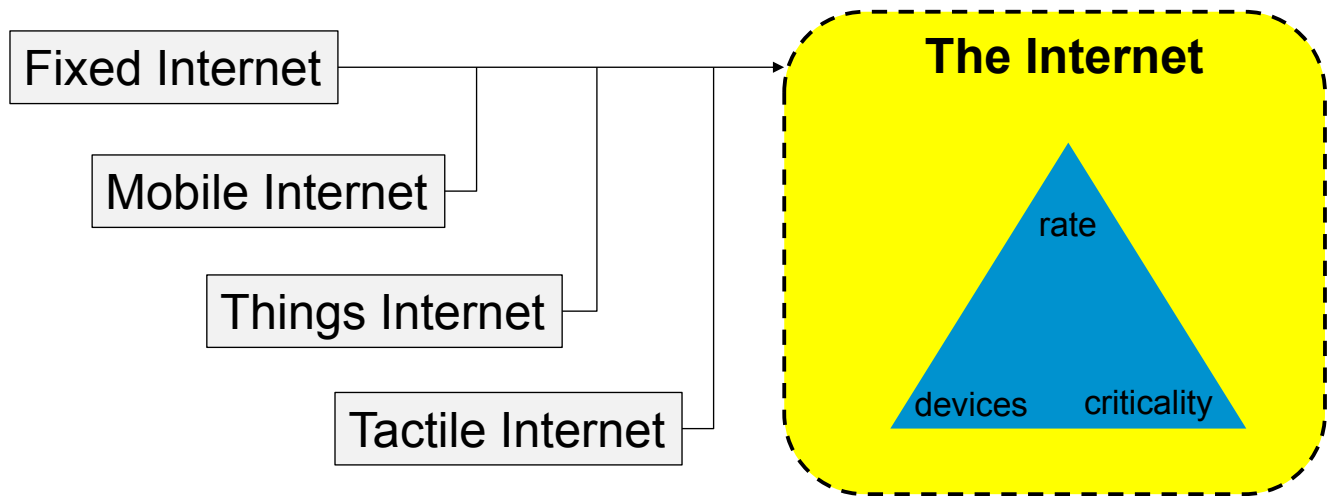 Fixed Internet
Mobile Internet
Things Internet
Tactile Internet
The Internet
rate
devices
criticality